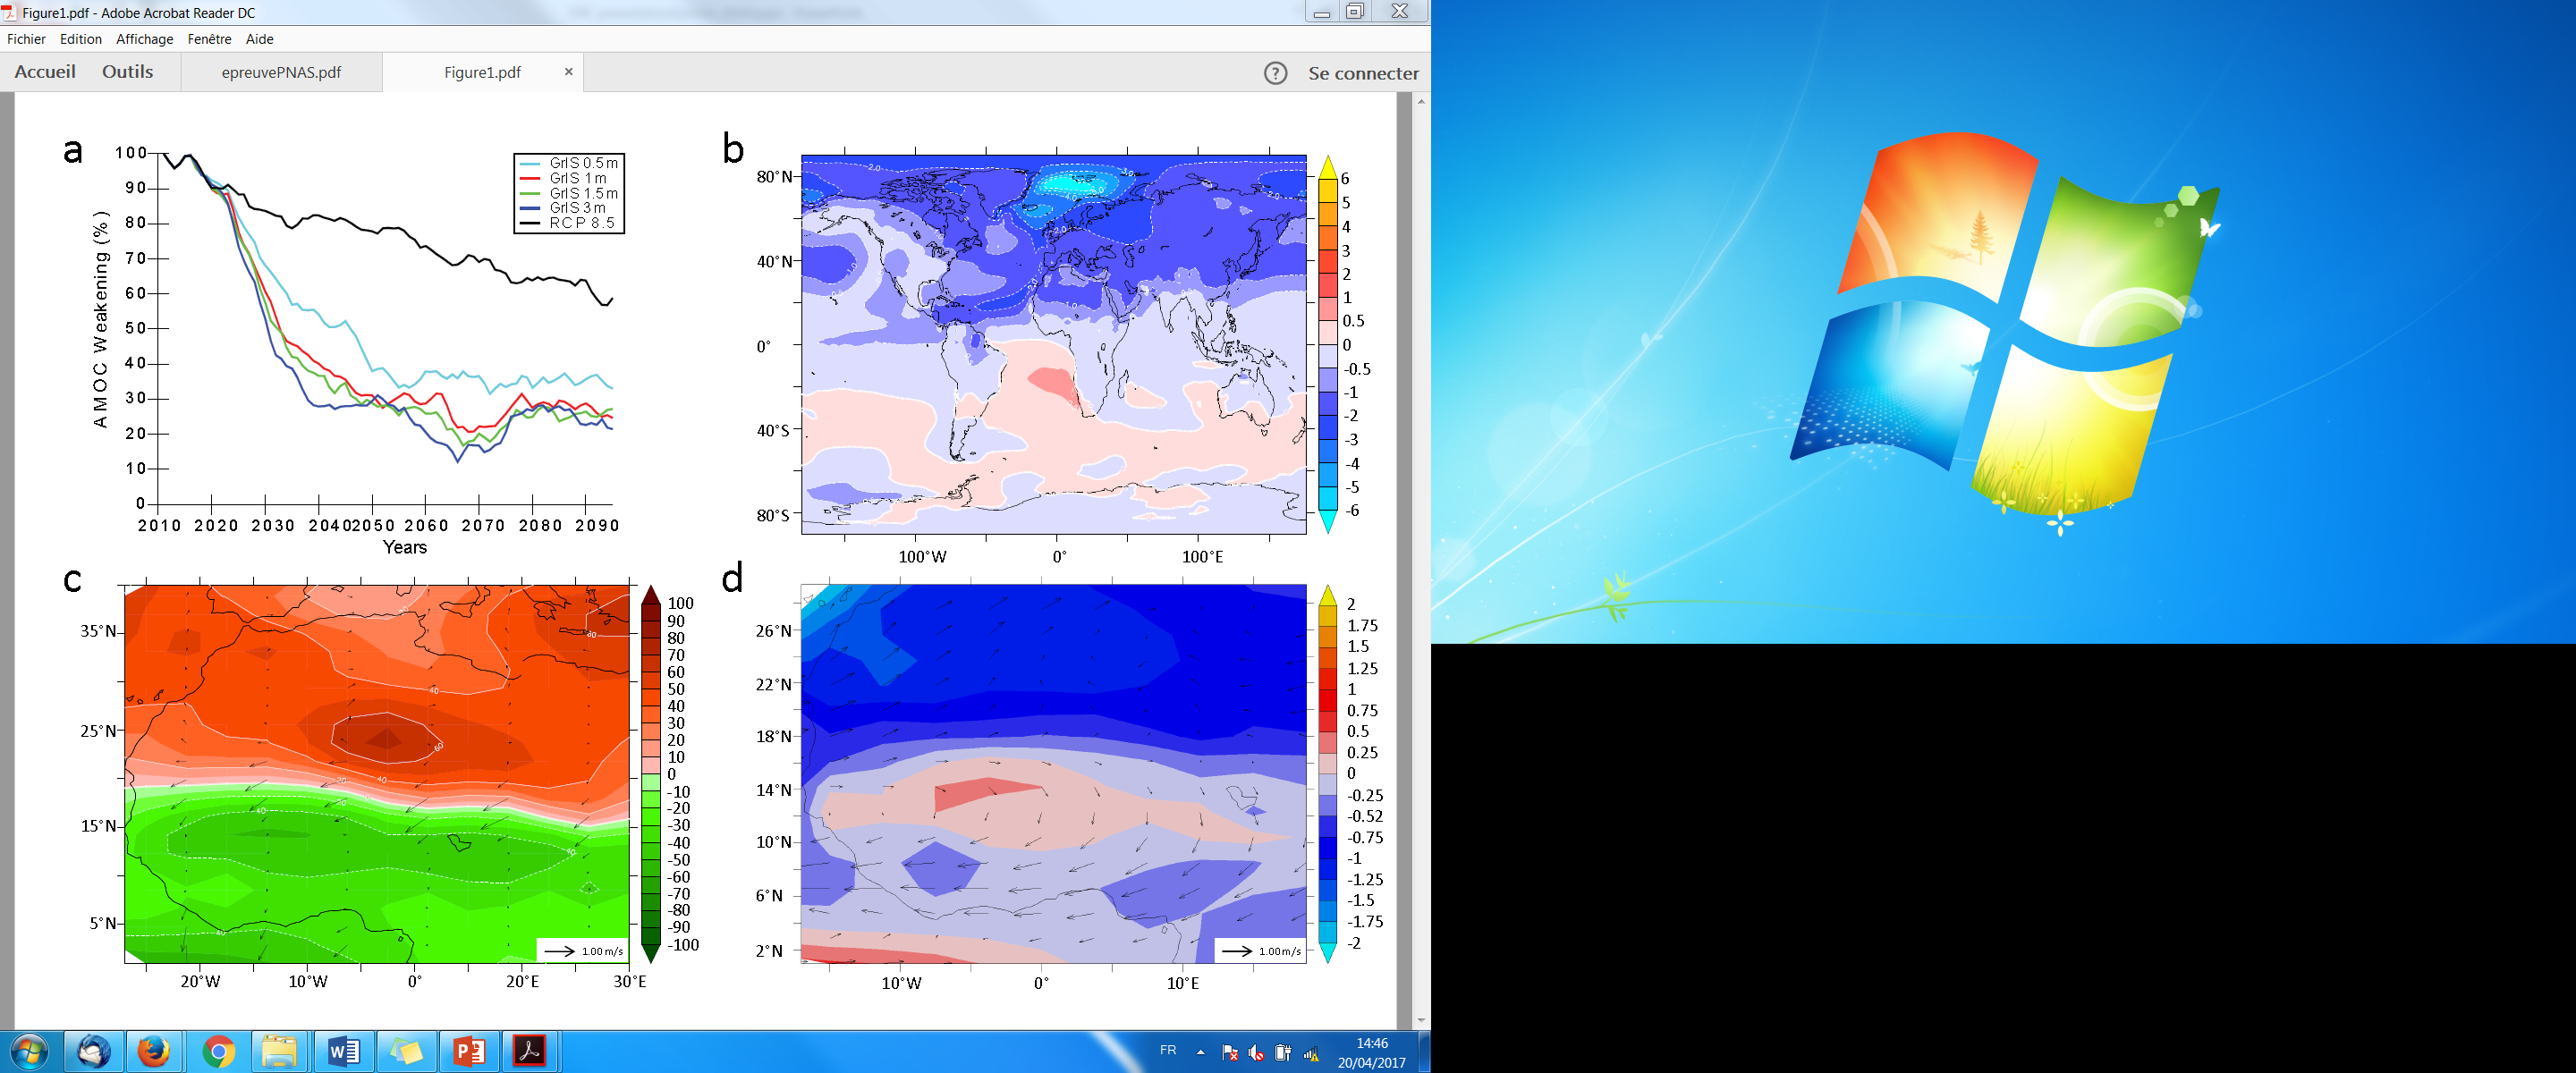 Figure1.pdf - Adobe Acrobat Reader DC
Fichier Edition Affichage Fenêtre Aide
Accueil Outils epreuvePNAS.pdf Figure1.pdf × ? Se connecter
a
100
90
80
70
60
50
40
30
20
10
0
AMOC Weakening (%)
GrIS 0.5 m
GrIS 1 m
GrIS 1.5 m
GrIS 3 m
RCP 8.5
2010 2020 2030 2040 2050 2060 2070 2080 2090
Years
b
80°N
40°N
0°
40°S
80°S
100°W 0° 100°E
6
5
4
3
2
1
0.5
0
-0.5
-1
-2
-3
-4
-5
-6
c
35°N
25°N
15°N
5°N
20°W 10°W 0° 20°E 30°E
1.00 m/s
100
90
80
70
60
50
40
30
20
10
0
-10
-20
-30
-40
-50
-60
-70
-80
-90
-100
d
26°N
22°N
18°N
14°N
10°N
6°N
2°N
10°W 0° 10°E
1.00 m/s
2
1.75
1.5
1.25
1
0.75
0.5
0.25
0
-0.25
-0.52
-0.75
-1
-1.25
-1.5
-1.75
-2
FR
14:46
20/04/2017